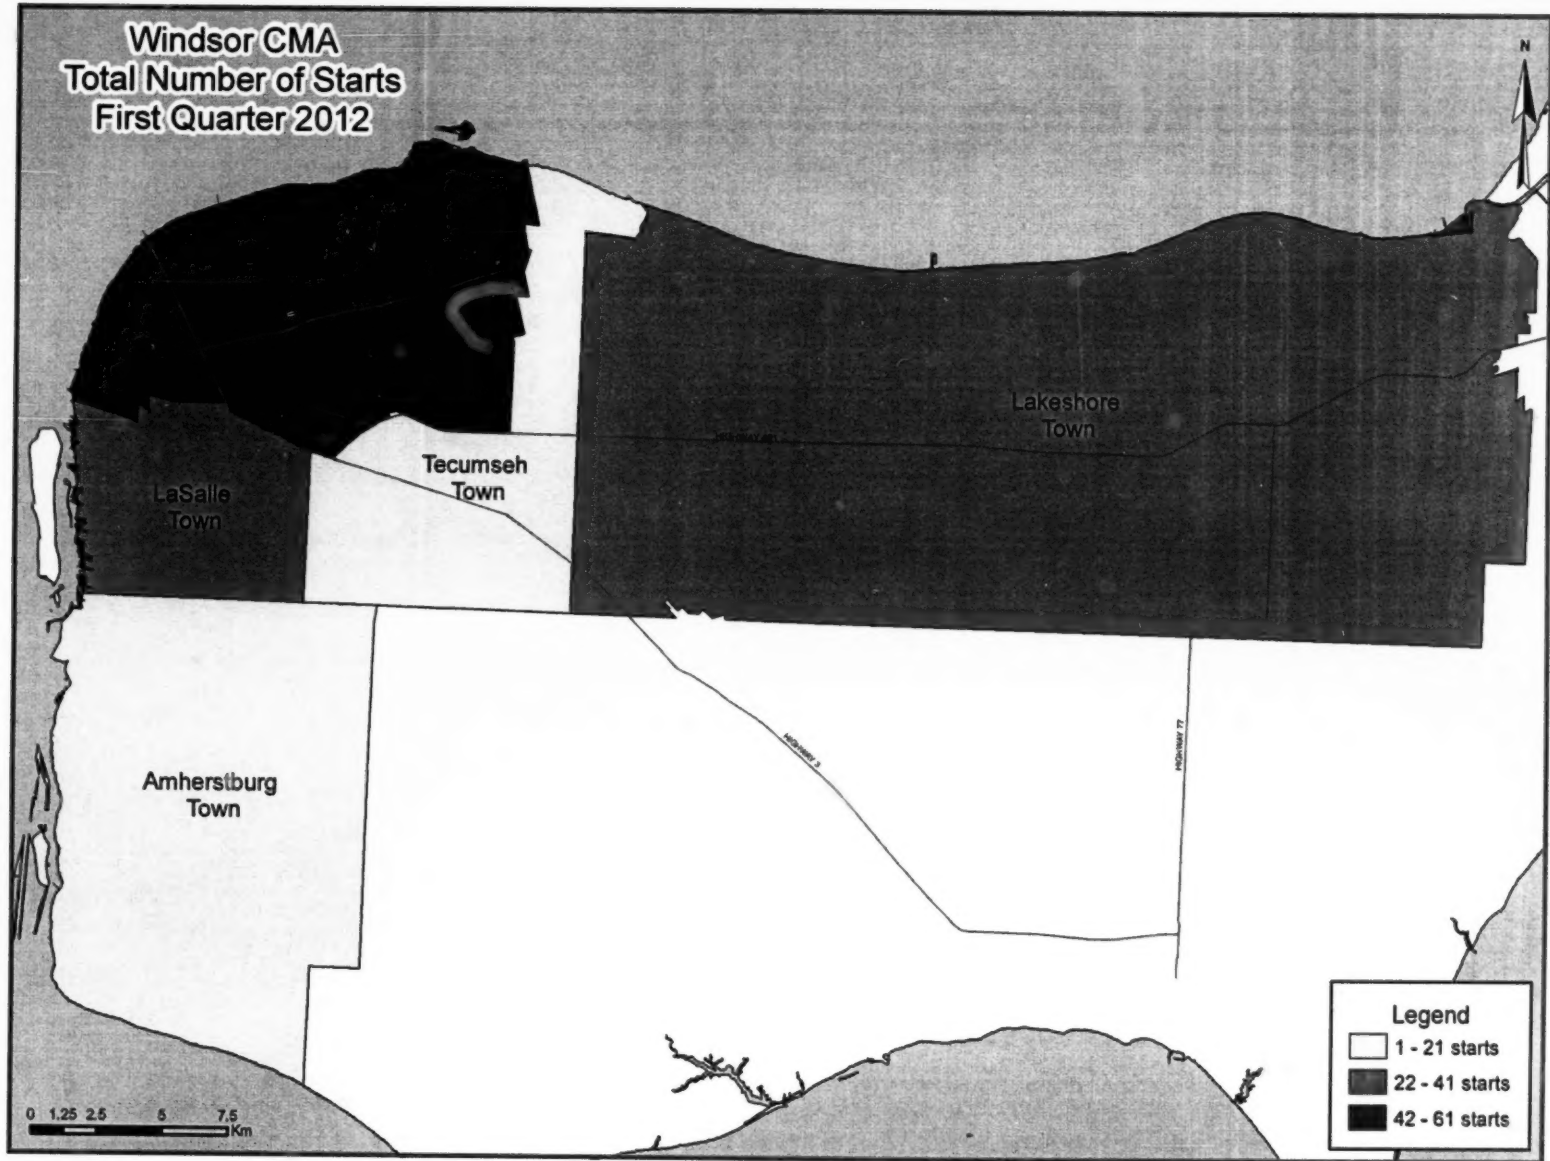 Windsor CMA
Total Number of Starts
First Quarter 2012
N
Lakeshore
Town
Tecumseh
Town
LaSalle
Town
HIGHWAY 3
HIGHWAY 77
Amherstburg
Town
Legend
1 - 21 starts
22 - 41 starts
42 - 61 starts
0 1.25 2.5 5 7.5
Km